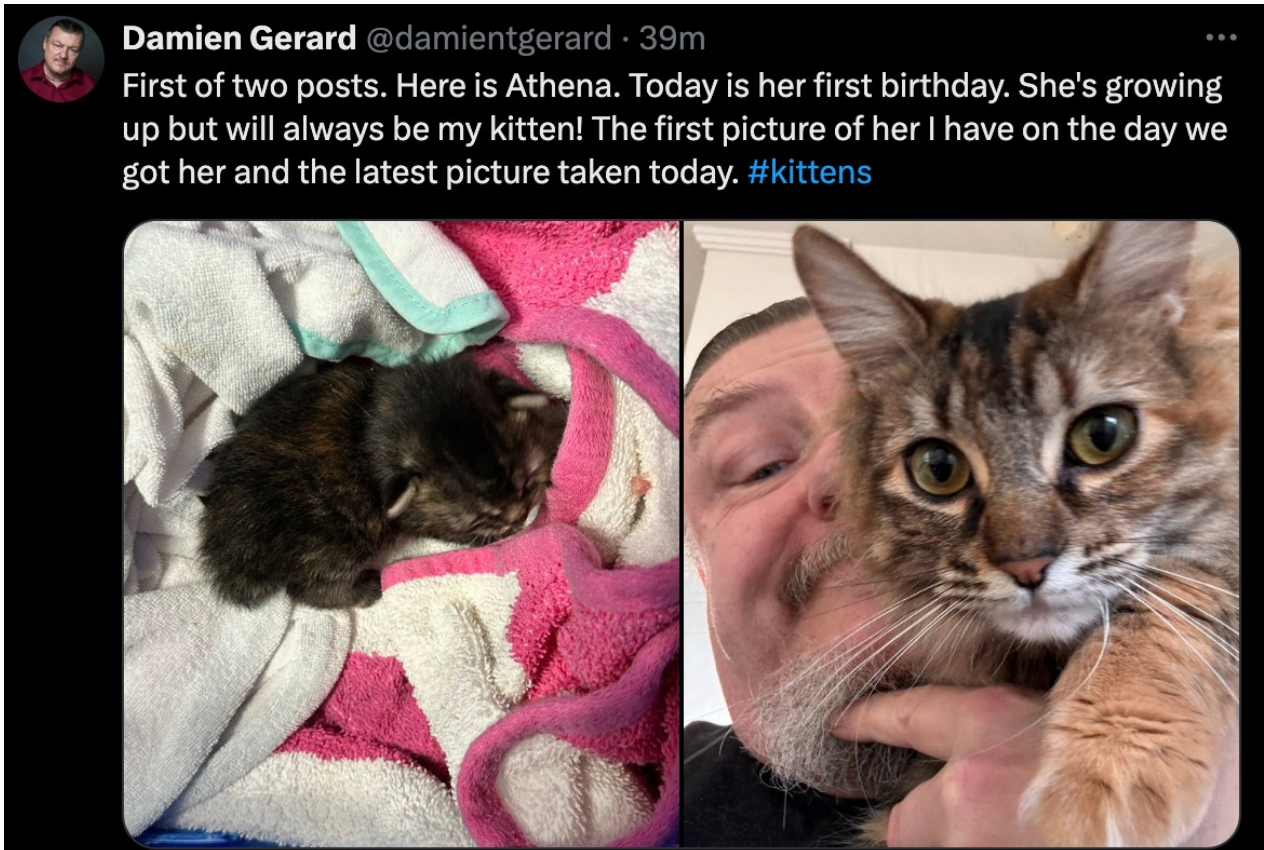 Damien Gerard @damientgerard · 39m
First of two posts. Here is Athena. Today is her first birthday. She's growing
up but will always be my kitten! The first picture of her I have on the day we
got her and the latest picture taken today. #kittens